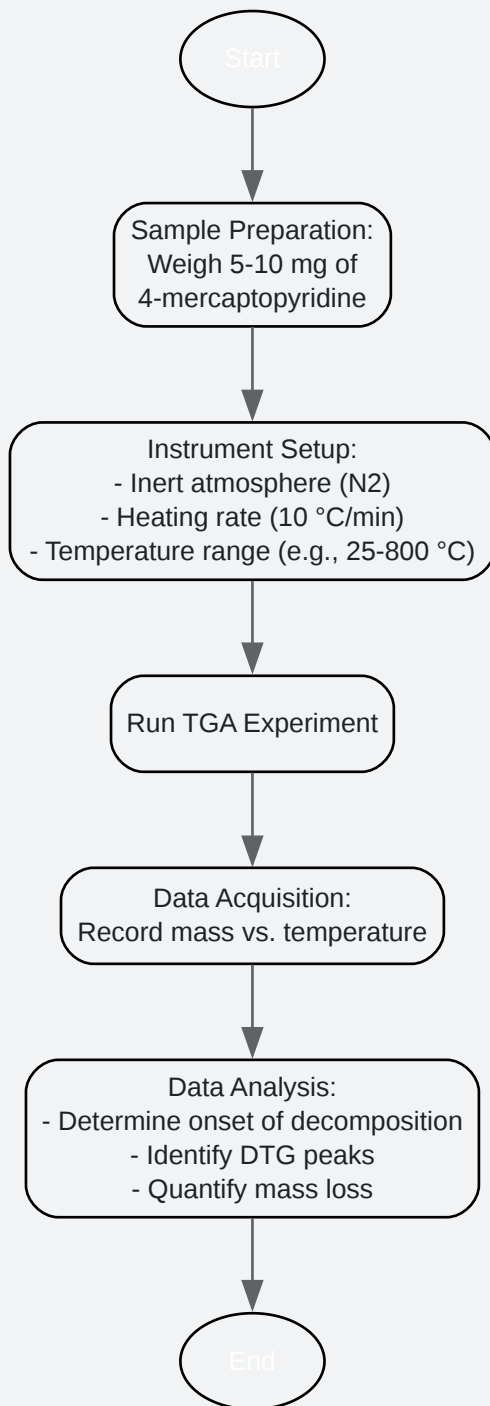 Start
Sample Preparation:
Weigh 5-10 mg of
4-mercaptopyridine
Instrument Setup:
- Inert atmosphere (N2)
- Heating rate (10 °C/min)
- Temperature range (e.g., 25-800 °C)
Run TGA Experiment
Data Acquisition:
Record mass vs. temperature
Data Analysis:
- Determine onset of decomposition
- Identify DTG peaks
- Quantify mass loss
End